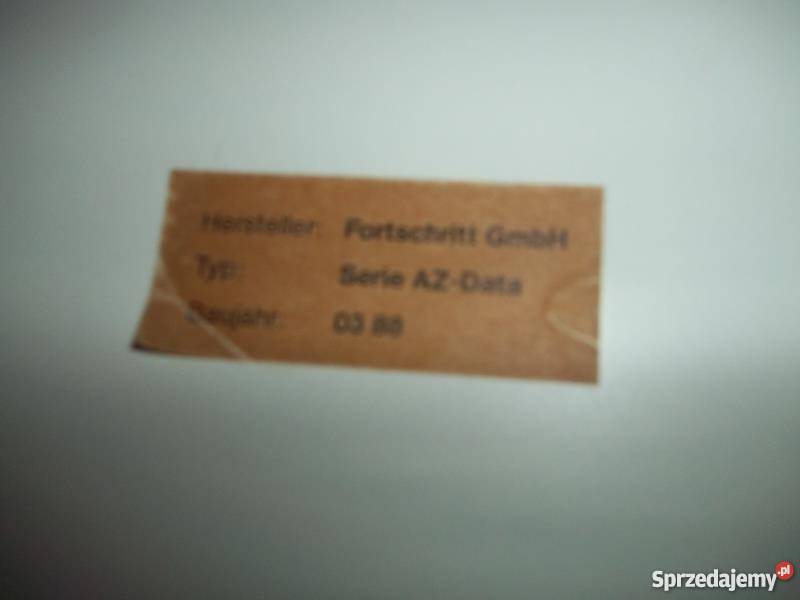 Hersteller: Fortschritt GmbH
Typ: Serie AZ-Data
Baujahr: 03 88
Sprzedajemy.pl